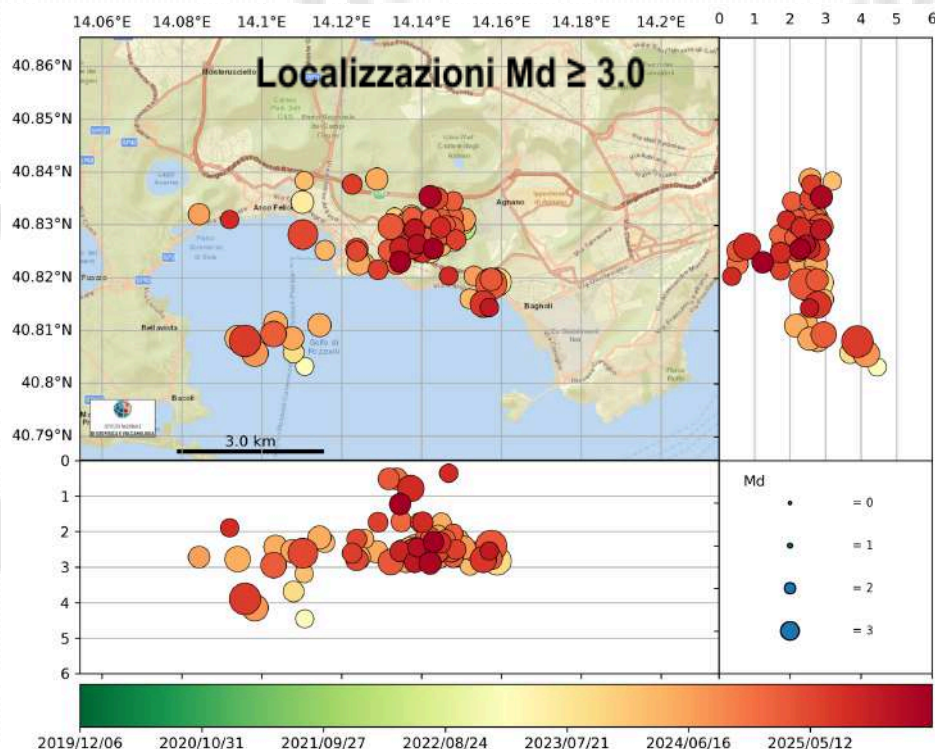 14.06°E 14.08°E 14.1°E 14.12°E 14.14°E 14.16°E 14.18°E 14.2°E
0 1 2 3 4 5 6
40.86°N
Localizzazioni Md ≥ 3.0
Monterusciello
40.85°N
40.84°N
Arco Felice
Agnano
40.83°N
40.82°N
Bagnoli
40.81°N
Bellavista
40.8°N
Bacoli
3.0 km
40.79°N
0
1
2
3
4
5
6
Md
= 0
= 1
= 2
= 3
2019/12/06 2020/10/31 2021/09/27 2022/08/24 2023/07/21 2024/06/16 2025/05/12